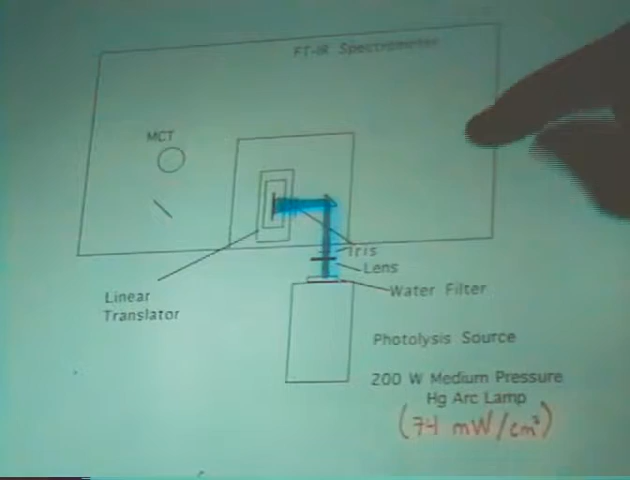 FT-IR Spectrometer
MCT
Iris
Lens
Water Filter
Linear
Translator
Photolysis Source
200 W Medium Pressure
Hg Arc Lamp
(74 mW/cm²)